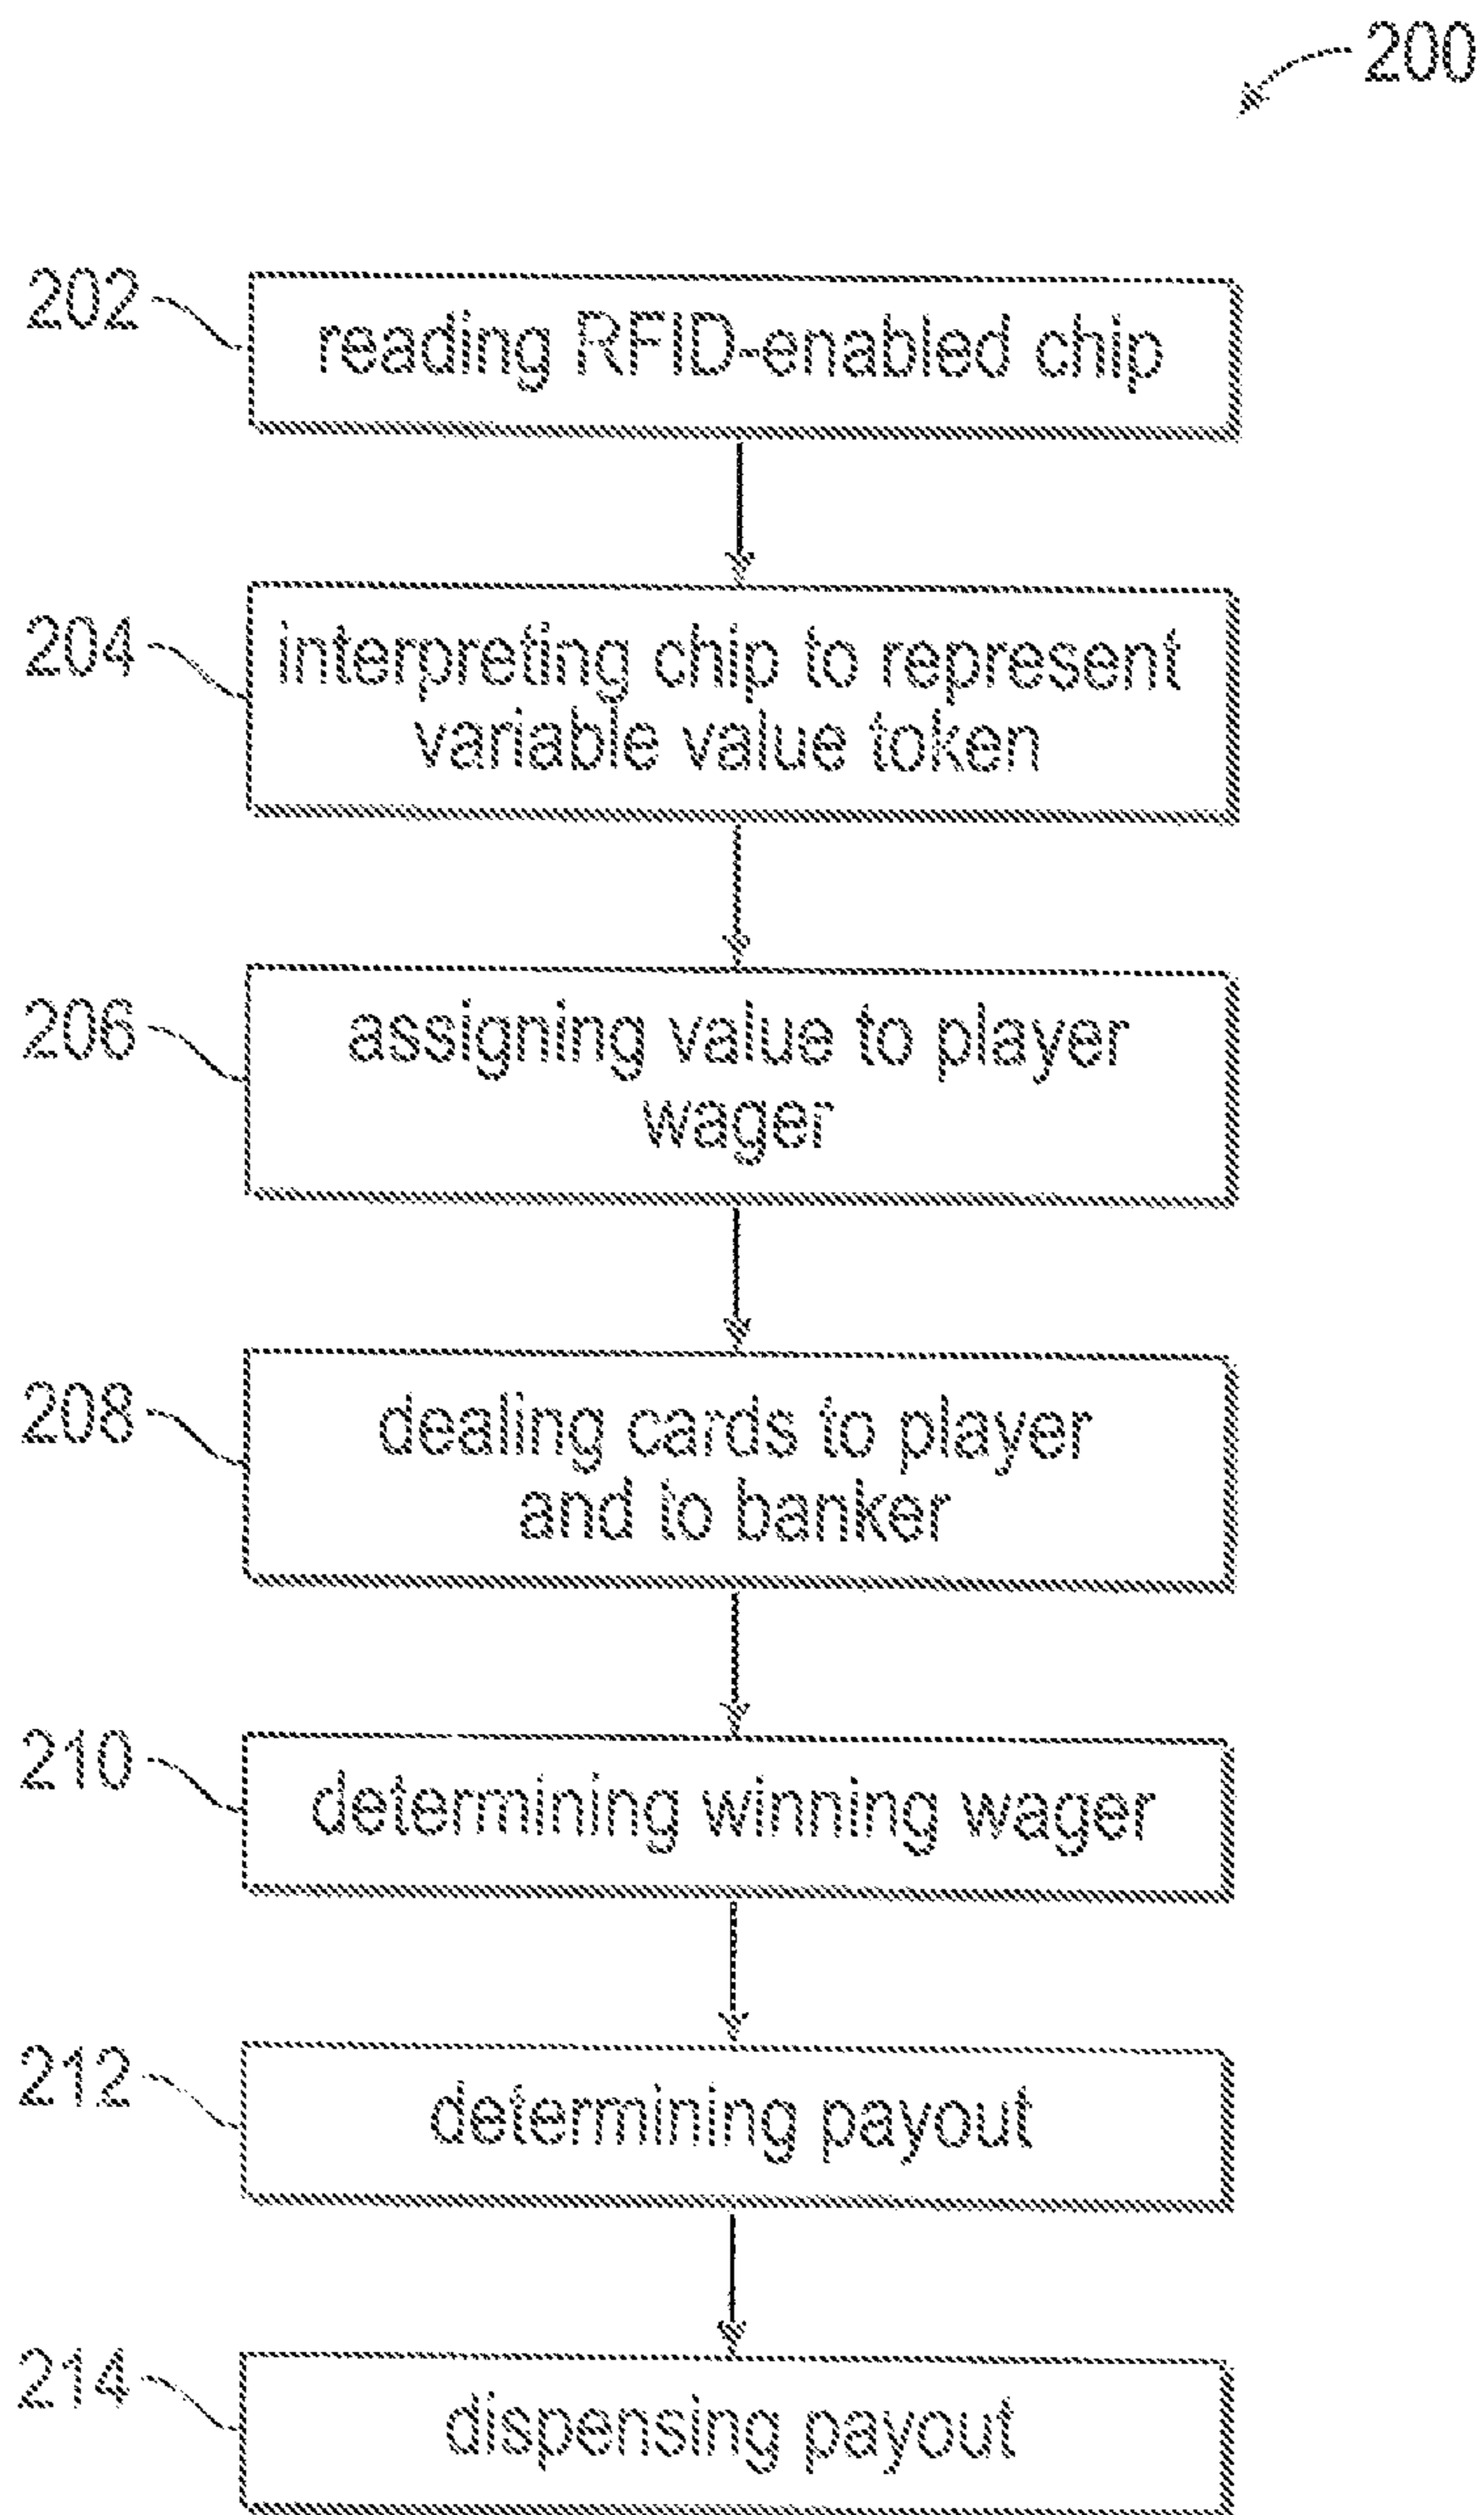 200
202
reading RFID-enabled chip
204
interpreting chip to represent
variable value token
206
assigning value to player
wager
208
dealing cards to player
and to banker
210
determining winning wager
212
determining payout
214
dispensing payout